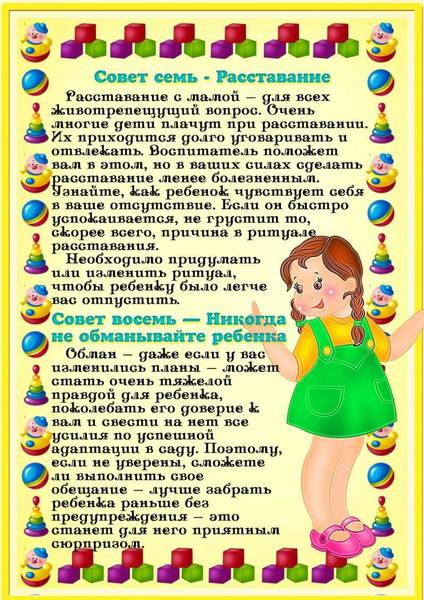 Совет семь - Расставание
Расставание с малой – для всех
животрепещущий вопрос. Очень
многие дети плачут при расставании.
Их приходится долго уговаривать и
отвлекать. Воспитатель поможет
вам в этом, но в ваших силах сделать
расставание менее болезненным.
Узнайте, как ребенок чувствует себя
в ваше отсутствие. Если он быстро
успокаивается, не грустит то,
скорее всего, причина в ритуале
расставания.
Необходимо придумать
или изменить ритуал,
чтобы ребенку было легче
вас отпустить.
Совет восемь — Никогда
не обманывайте ребенка
Обман – даже если у вас
изменились планы – может
стать очень тяжелой
правдой для ребенка,
поколебать его доверие к
вам и свести на нет все
усилия по успешной
адаптации в саду. Поэтому,
если не уверены, сможете
ли выполнить свое
обещание – лучше забрать
ребенка раньше без
предупреждения – это
станет для него приятным
сюрпризом.